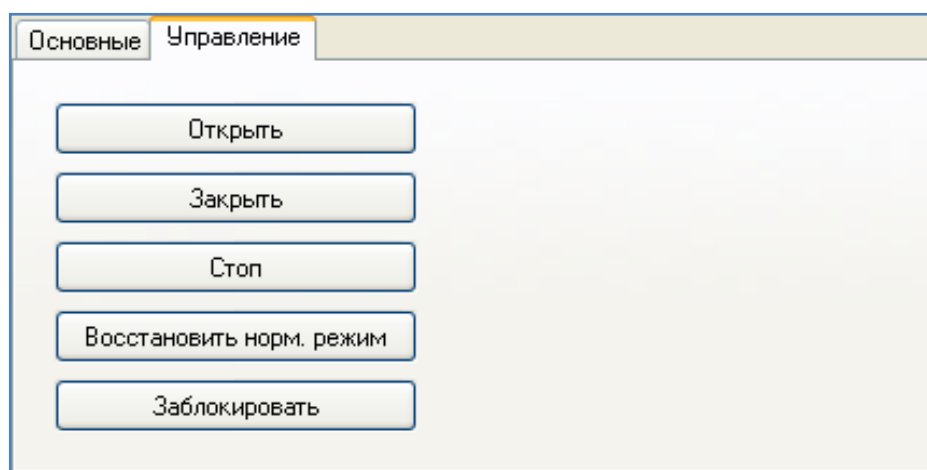 Основные Управление
Открыть
Закрыть
Стоп
Восстановить норм. режим
Заблокировать